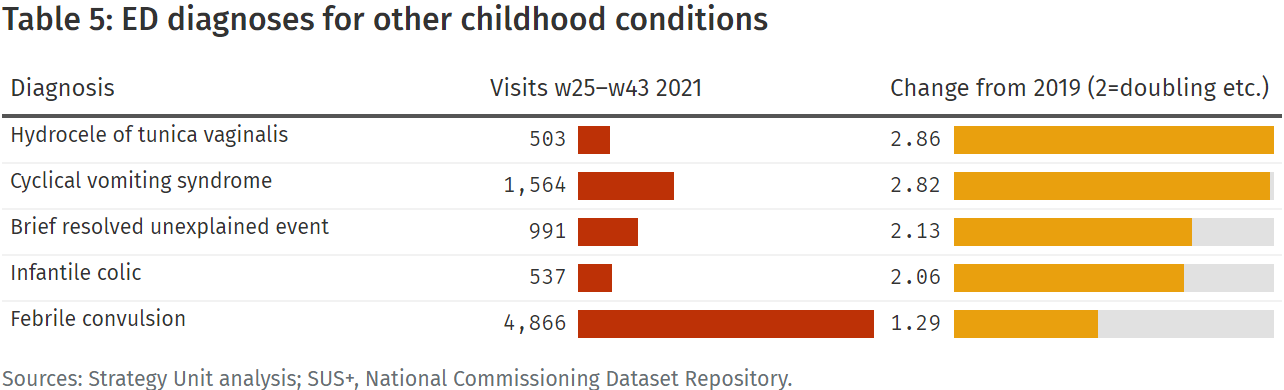 Table 5: ED diagnoses for other childhood conditions
Diagnosis Visits w25–w43 2021 Change from 2019 (2=doubling etc.)
Hydrocele of tunica vaginalis 503 2.86
Cyclical vomiting syndrome 1,564 2.82
Brief resolved unexplained event 991 2.13
Infantile colic 537 2.06
Febrile convulsion 4,866 1.29
Sources: Strategy Unit analysis; SUS+, National Commissioning Dataset Repository.